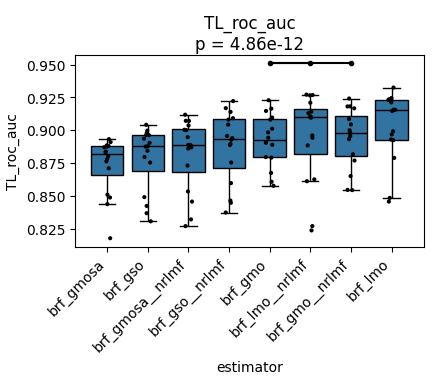 TL_roc_auc
p = 4.86e-12
TL_roc_auc
0.950
0.925
0.900
0.875
0.850
0.825
brf_gmosa
brf_gso
brf_gmosa__nrlmf
brf_gso__nrlmf
brf_gmo
brf_lmo__nrlmf
brf_gmo__nrlmf
brf_lmo
estimator